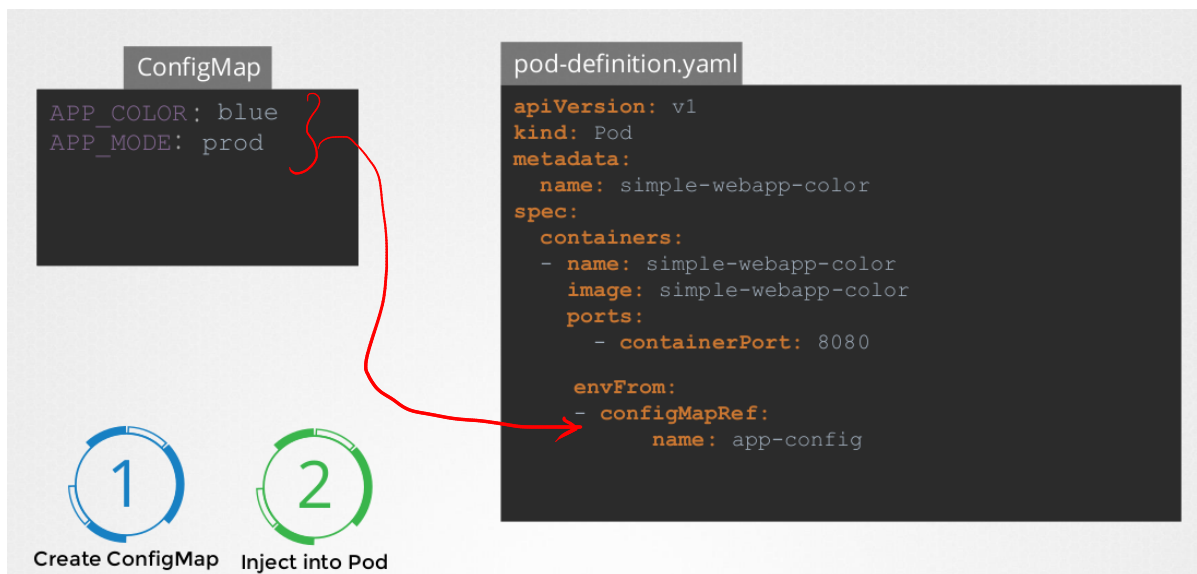 ConfigMap
APP_COLOR: blue
APP_MODE: prod
pod-definition.yaml
apiVersion: v1
kind: Pod
metadata:
  name: simple-webapp-color
spec:
  containers:
  - name: simple-webapp-color
    image: simple-webapp-color
    ports:
      - containerPort: 8080
    envFrom:
    - configMapRef:
          name: app-config
1
Create ConfigMap
2
Inject into Pod